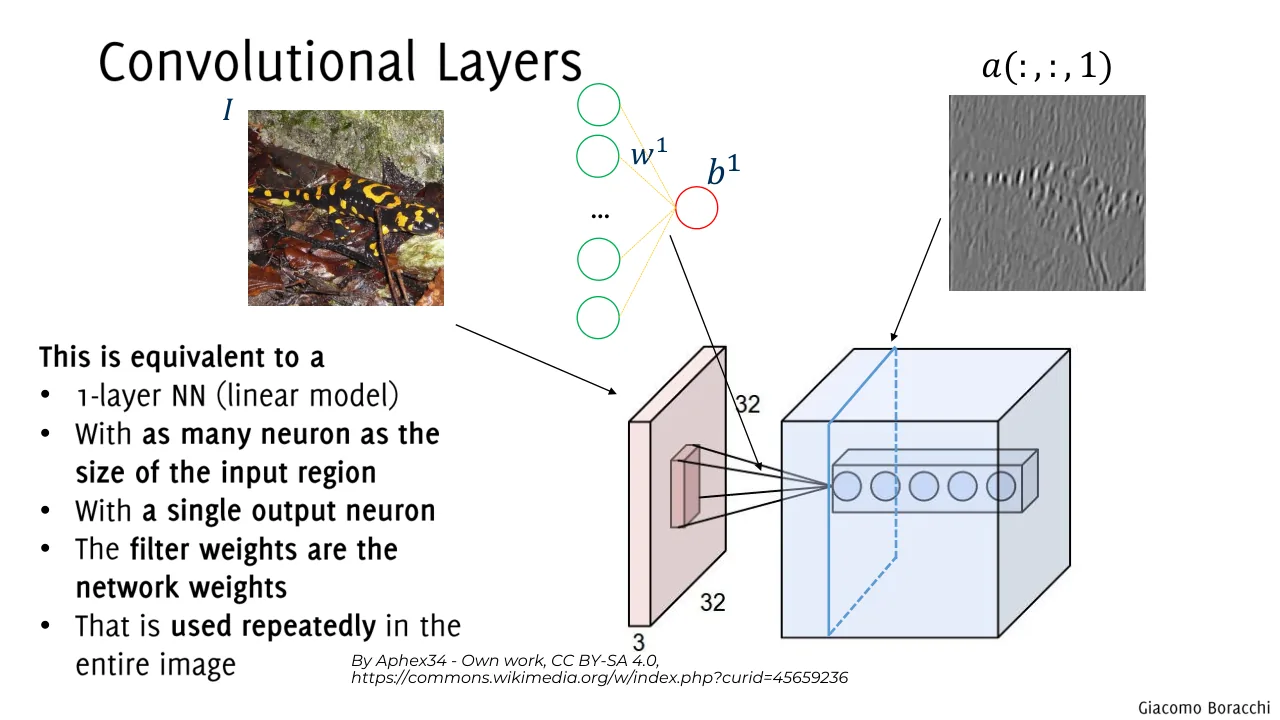 Convolutional Layers
I
w¹
b¹
...
a(:,:,1)
This is equivalent to a
• 1-layer NN (linear model)
• With as many neuron as the
size of the input region
• With a single output neuron
• The filter weights are the
network weights
• That is used repeatedly in the
entire image
32
32
3
By Aphex34 - Own work, CC BY-SA 4.0,
https://commons.wikimedia.org/w/index.php?curid=45659236
Giacomo Boracchi